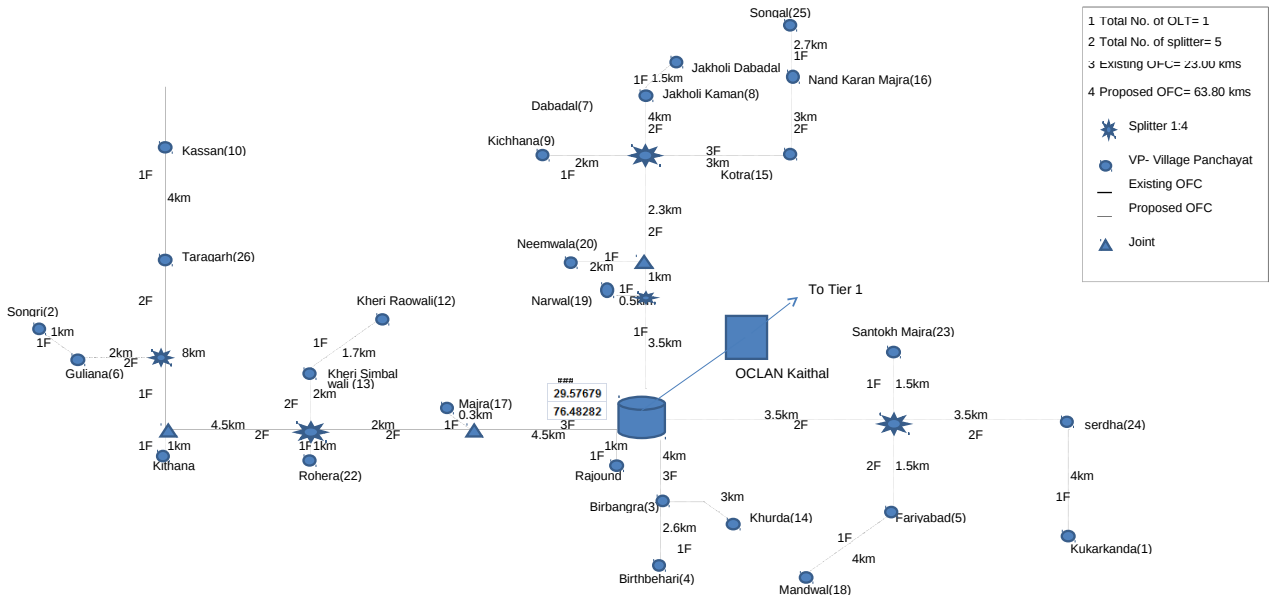 Songal(25)
2.7km
1F
Jakholi Dabadal
1F 1.5km
Nand Karan Majra(16)
Jakholi Kaman(8)
Dabadal(7)
4km
2F
3km
2F
Kichhana(9)
2km
1F
3F
3km
Kotra(15)
2.3km
2F
Neemwala(20)
1F
2km
1km
Narwal(19)
1F
0.5km
1F
3.5km
To Tier 1
OCLAN Kaithal
Kassan(10)
1F
4km
Taragarh(26)
2F
Songri(2)
1km
1F
2km
2F
8km
Guliana(6)
1F
Kheri Raowali(12)
1F
1.7km
Kheri Simbal
wali (13)
2km
2F
4.5km
2F
1F
1km
Kithana
1F
1km
Rohera(22)
2km
2F
Majra(17)
0.3km
1F
###
29.57679
76.48282
3F
4.5km
1km
1F
Rajound
4km
3F
Birbangra(3)
3km
Khurda(14)
2.6km
1F
Birthbehari(4)
Santokh Majra(23)
1F
1.5km
3.5km
2F
3.5km
2F
serdha(24)
2F
1.5km
4km
1F
Fariyabad(5)
1F
4km
Mandwal(18)
Kukarkanda(1)
1 Total No. of OLT= 1
2 Total No. of splitter= 5
3 Existing OFC= 23.00 kms
4 Proposed OFC= 63.80 kms
Splitter 1:4
VP- Village Panchayat
Existing OFC
Proposed OFC
Joint